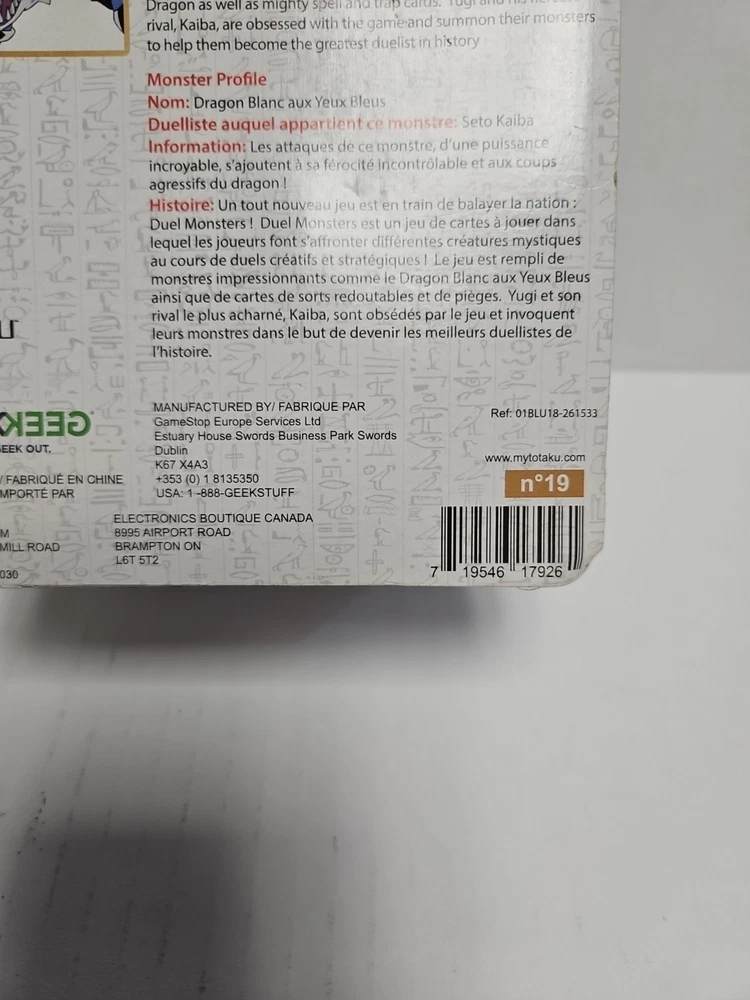 Dragon as well as mighty spell and trap cards. Yugi and his
rival, Kaiba, are obsessed with the game and summon their monsters
to help them become the greatest duelist in history
Monster Profile
Nom: Dragon Blanc aux Yeux Bleus
Duelliste auquel appartient ce monstre: Seto Kaiba
Information: Les attaques de ce monstre, d'une puissance
incroyable, s'ajoutent à sa férocité incontrôlable et aux coups
agressifs du dragon !
Histoire: Un tout nouveau jeu est en train de balayer la nation :
Duel Monsters ! Duel Monsters est un jeu de cartes à jouer dans
lequel les joueurs font s'affronter différentes créatures mystiques
au cours de duels créatifs et stratégiques ! Le jeu est rempli de
monstres impressionnants comme le Dragon Blanc aux Yeux Bleus
ainsi que de cartes de sorts redoutables et de pièges. Yugi et son
rival le plus acharné, Kaiba, sont obsédés par le jeu et invoquent
leurs monstres dans le but de devenir les meilleurs duellistes de
l'histoire.
GEEK
EEK OUT.
/ FABRIQUÉ EN CHINE
MPORTÉ PAR
M
MILL ROAD
030
MANUFACTURED BY/ FABRIQUE PAR
GameStop Europe Services Ltd
Estuary House Swords Business Park Swords
Dublin
K67 X4A3
+353 (0) 1 8135350
USA: 1 -888-GEEKSTUFF
ELECTRONICS BOUTIQUE CANADA
8995 AIRPORT ROAD
BRAMPTON ON
L6T 5T2
Ref: 01BLU18-261533
www.mytotaku.com
n°19
7 19546 17926